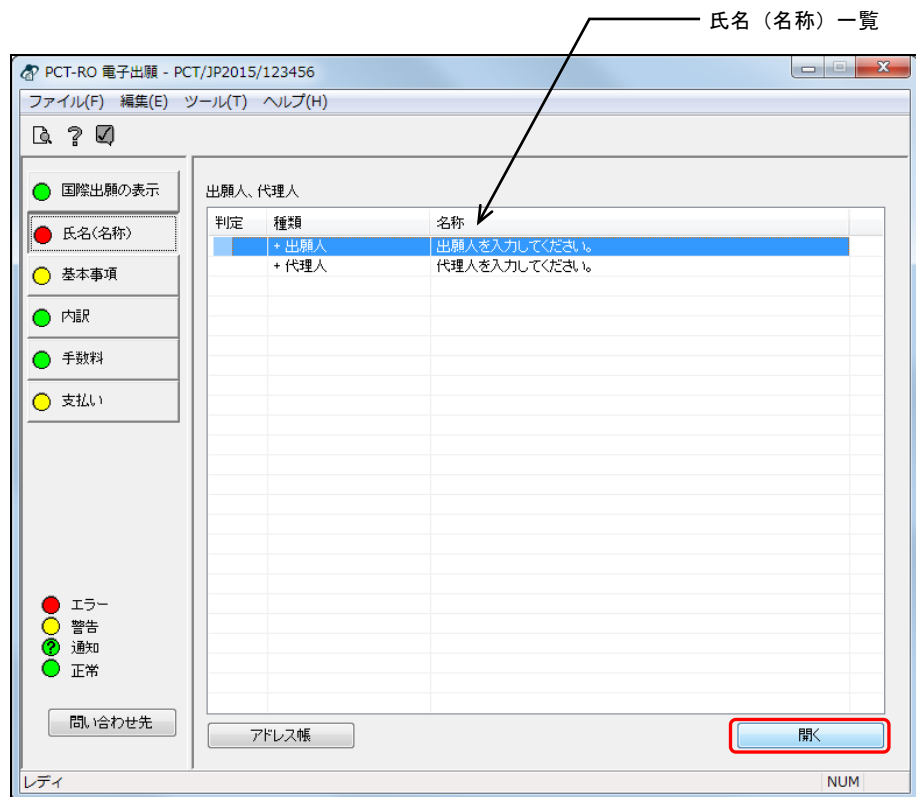 氏名（名称）一覧
PCT-RO 電子出願 - PCT/JP2015/123456
ファイル(F) 編集(E) ツール(T) ヘルプ(H)
国際出願の表示
氏名(名称)
基本事項
内訳
手数料
支払い
エラー
警告
? 通知
正常
問い合わせ先
出願人、代理人
判定 種類 名称
+ 出願人 出願人を入力してください。
+ 代理人 代理人を入力してください。
アドレス帳 開く
レディ NUM